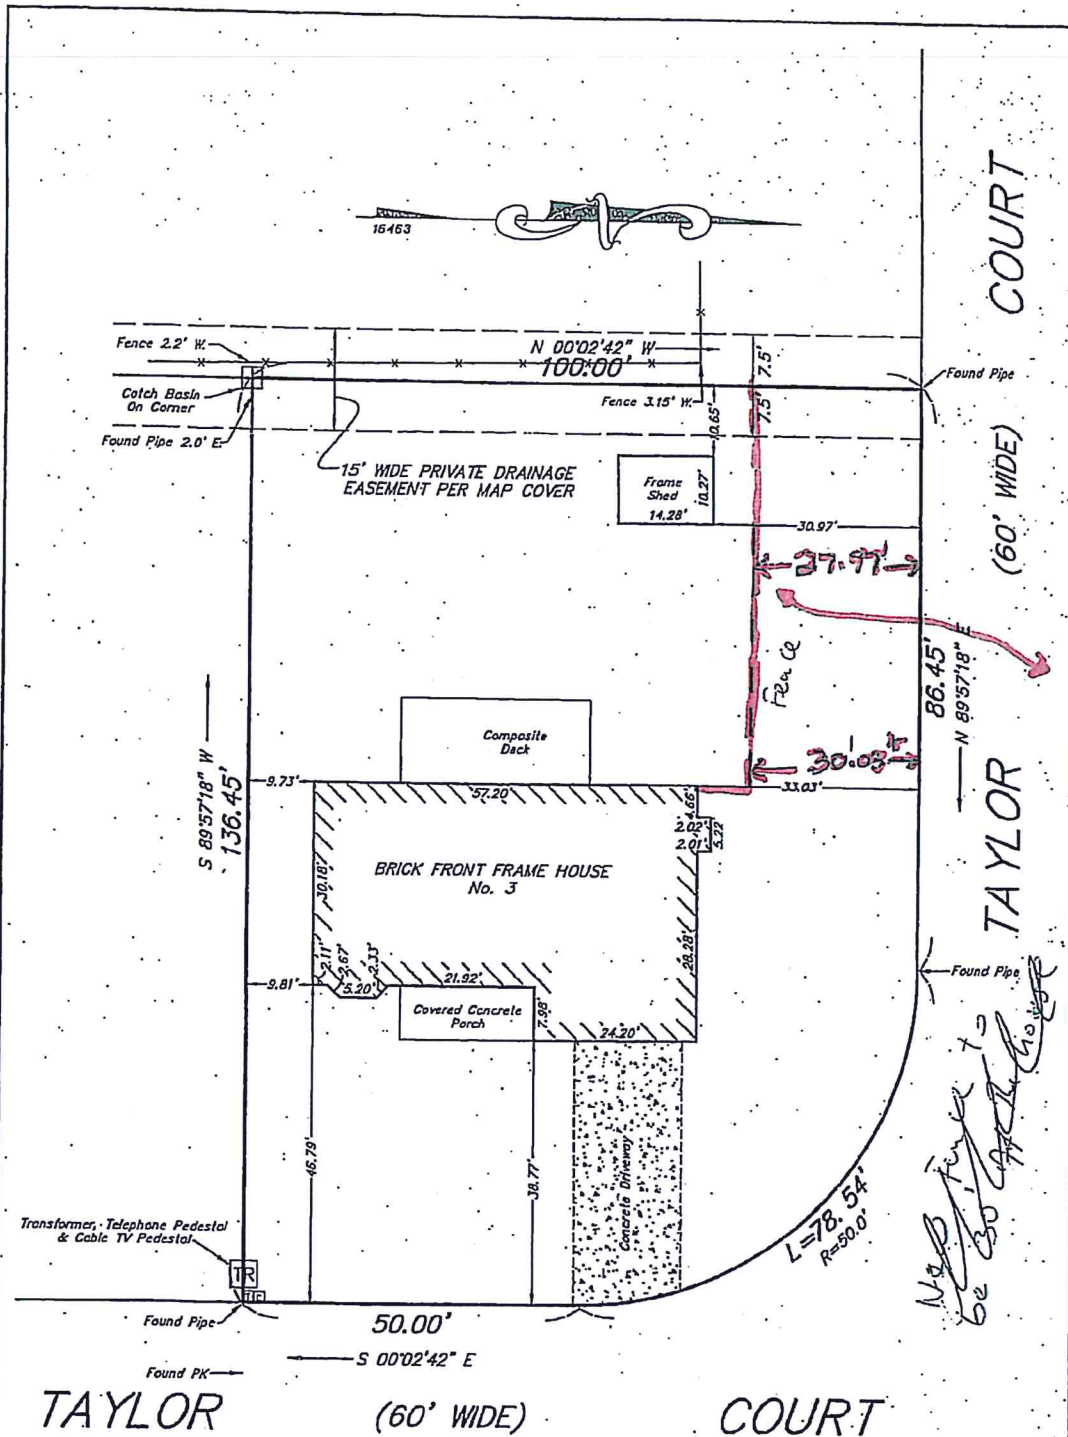 COURT
16463
Fence 2.2' W.
N 00°02'42" W
100.00'
7.5'
Found Pipe
Catch Basin
On Corner
Fence 3.15' W.
10.65'
7.5'
Found Pipe 2.0' E.
(60' WIDE)
15' WIDE PRIVATE DRAINAGE
EASEMENT PER MAP COVER
Frame
Shed
10.27'
14.28'
30.97'
27.97'
Fence
86.45'
N 89°57'18" E
S 89°57'18" W
136.45'
Composite
Deck
30.03'
9.73'
57.20'
33.03'
4.66'
2.02'
5.22
2.01'
TAYLOR
BRICK FRONT FRAME HOUSE
No. 3
30.18'
28.28'
2.11'
2.67'
2.33'
5.20'
21.92'
9.81'
Found Pipe
Covered Concrete
Porch
7.98'
24.20'
46.79'
38.77'
Concrete Driveway
L=78.54'
R=50.0'
to
be
Transformer, Telephone Pedestal
& Cable TV Pedestal
TR
Found Pipe
50.00'
S 00°02'42" E
Found PK
TAYLOR (60' WIDE) COURT